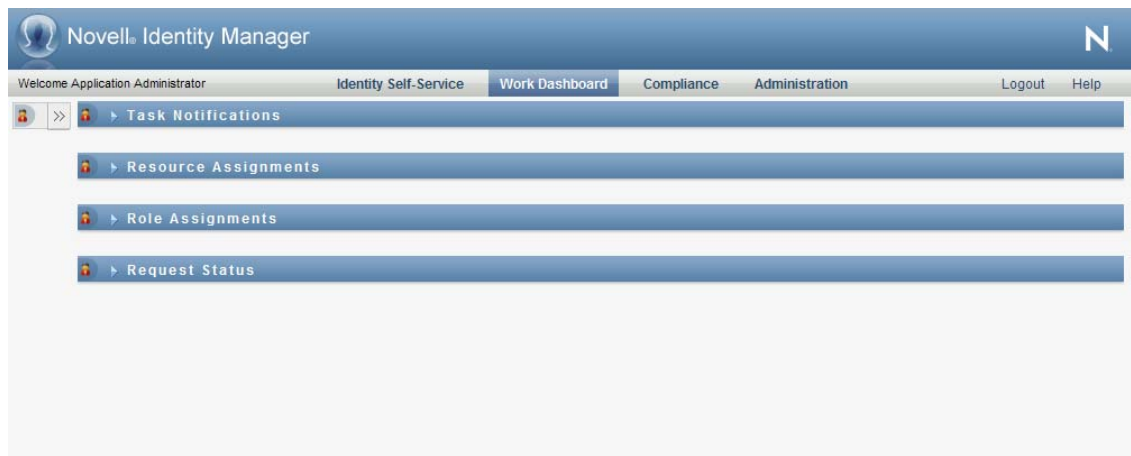 Novell® Identity Manager
N
Welcome Application Administrator Identity Self-Service Work Dashboard Compliance Administration Logout Help
Task Notifications
Resource Assignments
Role Assignments
Request Status